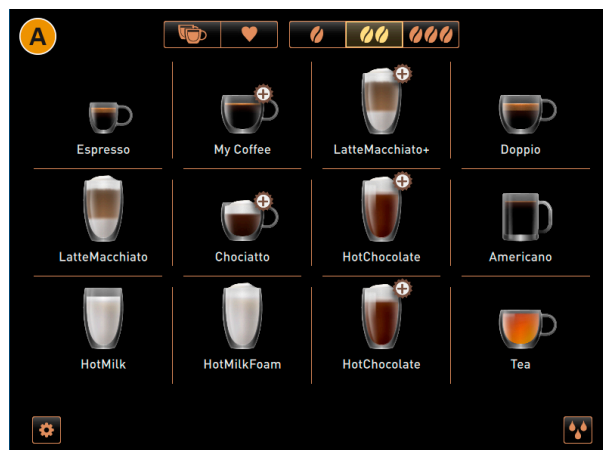 A
Espresso
My Coffee
LatteMacchiato+
Doppio
LatteMacchiato
Chociatto
HotChocolate
Americano
HotMilk
HotMilkFoam
HotChocolate
Tea